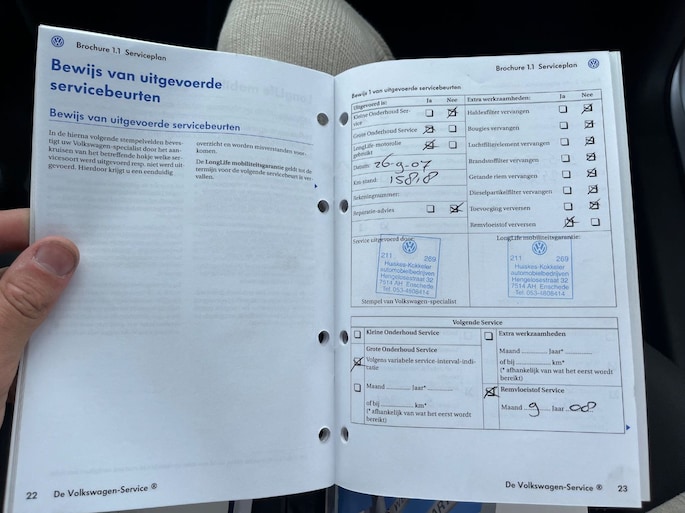 Brochure 1.1 Serviceplan
Bewijs van uitgevoerde
servicebeurten
Bewijs van uitgevoerde servicebeurten
In de hierna volgende stempelvelden beves-
tigt uw Volkswagen-specialist door het aan-
kruisen van het betreffende hokje welke ser-
vicesoort werd uitgevoerd resp. niet werd uit-
gevoerd. Hierdoor krijgt u een eenduidig
overzicht en worden misverstanden voor-
komen.
De LongLife mobiliteitsgarantie geldt tot de
termijn voor de volgende servicebeurt is ver-
vallen.
22 De Volkswagen-Service ®
Brochure 1.1 Serviceplan
Bewijs 1 van uitgevoerde servicebeurten.
Uitgevoerd is: Ja Nee
Kleine Onderhoud Ser-
vice
Grote Onderhoud Service
LongLife motorolie
gebruikt
Datum: 26-9-07
Km-stand: 15818
Rekeningnummer:
Reparatie-advies
Extra werkzaamheden: Ja Nee
Stofffilter vervangen
Bougies vervangen
Luchtfilterelement vervangen
Brandstoffilter vervangen
Getande riem vervangen
Dieselpartikelfilter vervangen
Toevoeging verversen
Remvloeistof verversen
Service uitgevoerd door:
211 269
Huiskes-Kokkeler
automobielbedrijven
Hengelosestraat 32
7514 AH Enschede
Tel. 053-4808414
Stempel van Volkswagen-specialist
LongLife mobiliteitsgarantie:
211 269
Huiskes-Kokkeler
automobielbedrijven
Hengelosestraat 32
7514 AH Enschede
Tel. 053-4808414
Volgende Service
Kleine Onderhoud Service
Grote Onderhoud Service
Volgens variabele service-interval-indi-
catie
Maand Jaar*
of bij km*
(* afhankelijk van wat het eerst wordt
bereikt)
Extra werkzaamheden
Maand Jaar*
of bij km*
(* afhankelijk van wat het eerst wordt
bereikt)
Remvloeistof Service
Maand 9 Jaar 08
De Volkswagen-Service ® 23